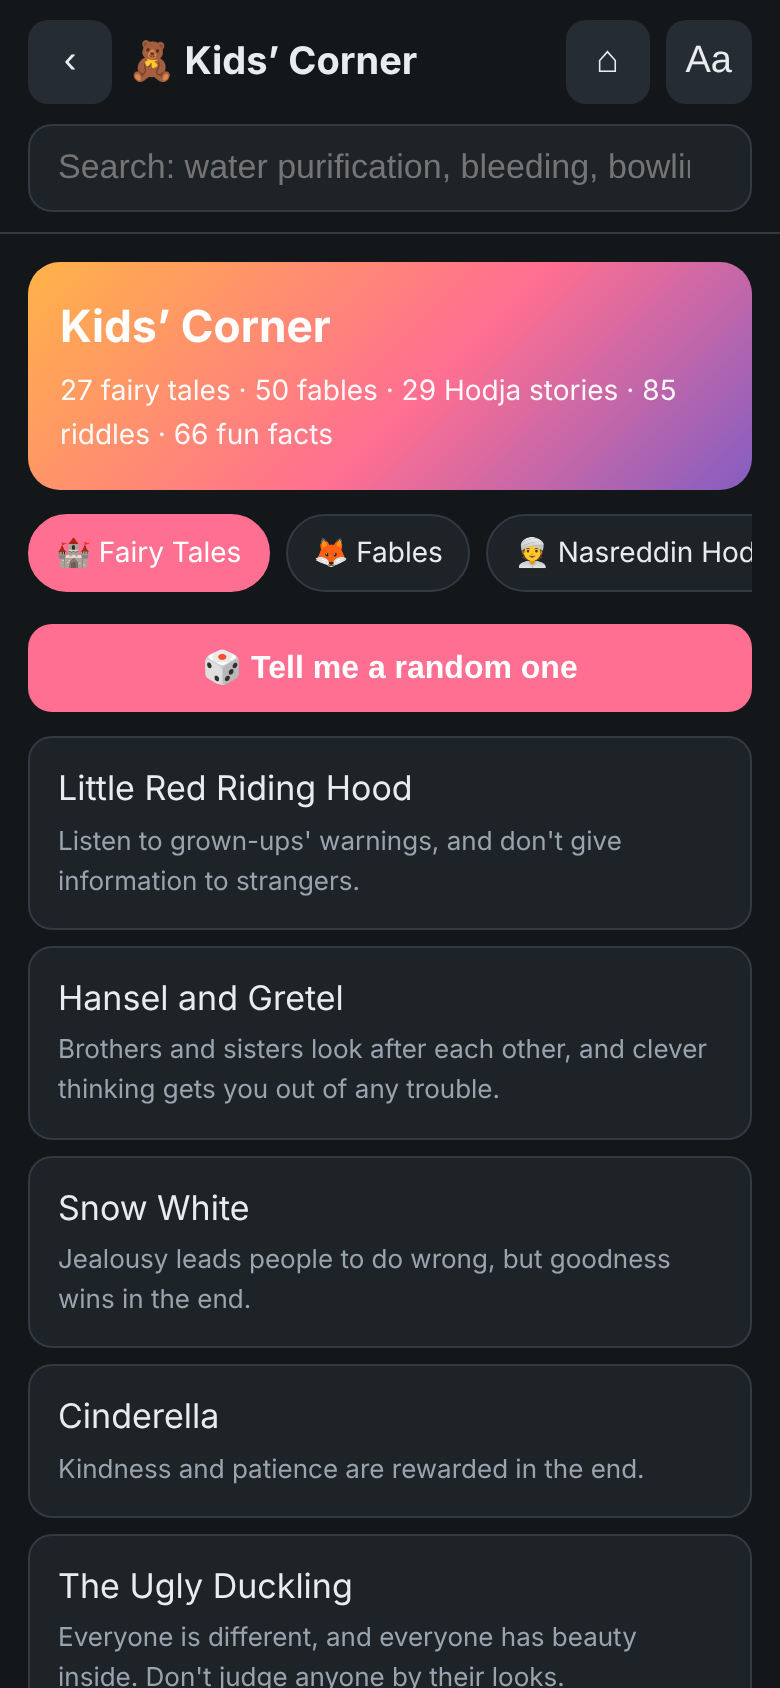 ‹ 🧸 Kids’ Corner ⌂ Aa
Search: water purification, bleeding, bowli
Kids’ Corner
27 fairy tales · 50 fables · 29 Hodja stories · 85
riddles · 66 fun facts
🏰 Fairy Tales 🦊 Fables 👳 Nasreddin Hod
🎲 Tell me a random one
Little Red Riding Hood
Listen to grown-ups' warnings, and don't give
information to strangers.
Hansel and Gretel
Brothers and sisters look after each other, and clever
thinking gets you out of any trouble.
Snow White
Jealousy leads people to do wrong, but goodness
wins in the end.
Cinderella
Kindness and patience are rewarded in the end.
The Ugly Duckling
Everyone is different, and everyone has beauty
inside. Don't judge anyone by their looks.